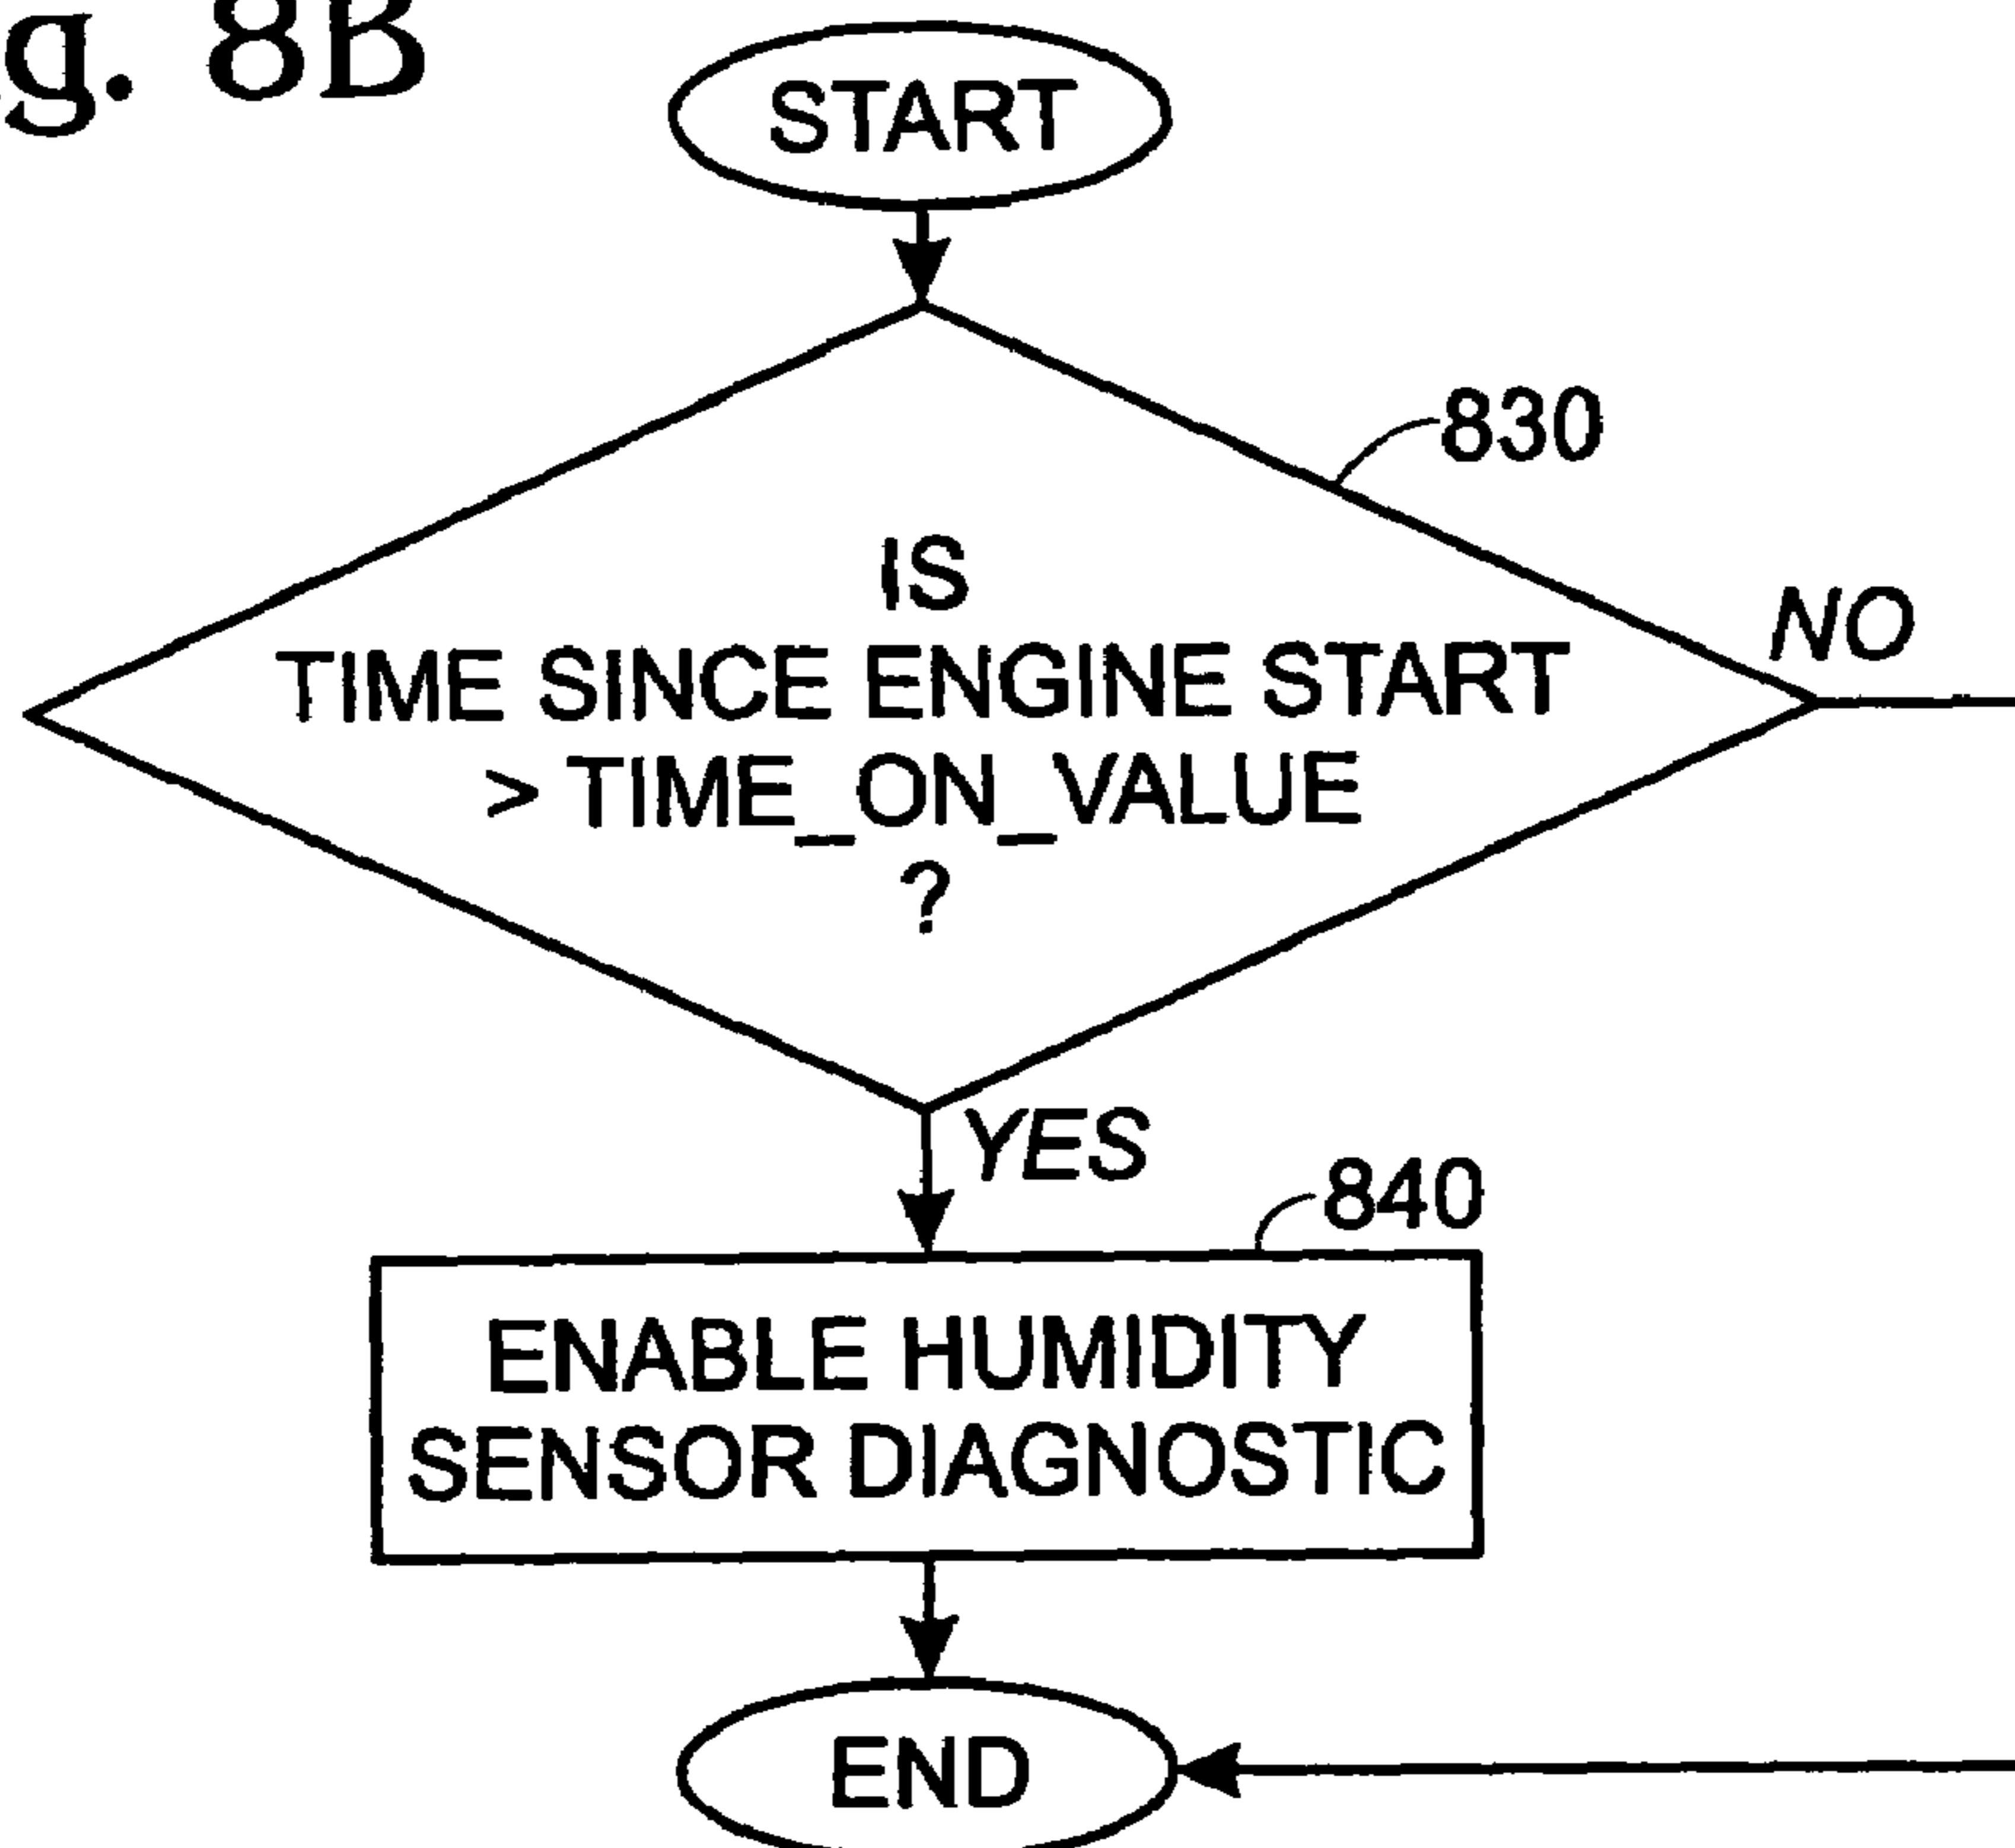 g. 8B
START
830
IS
TIME SINCE ENGINE START
> TIME_ON_VALUE
?
NO
YES
840
ENABLE HUMIDITY
SENSOR DIAGNOSTIC
END